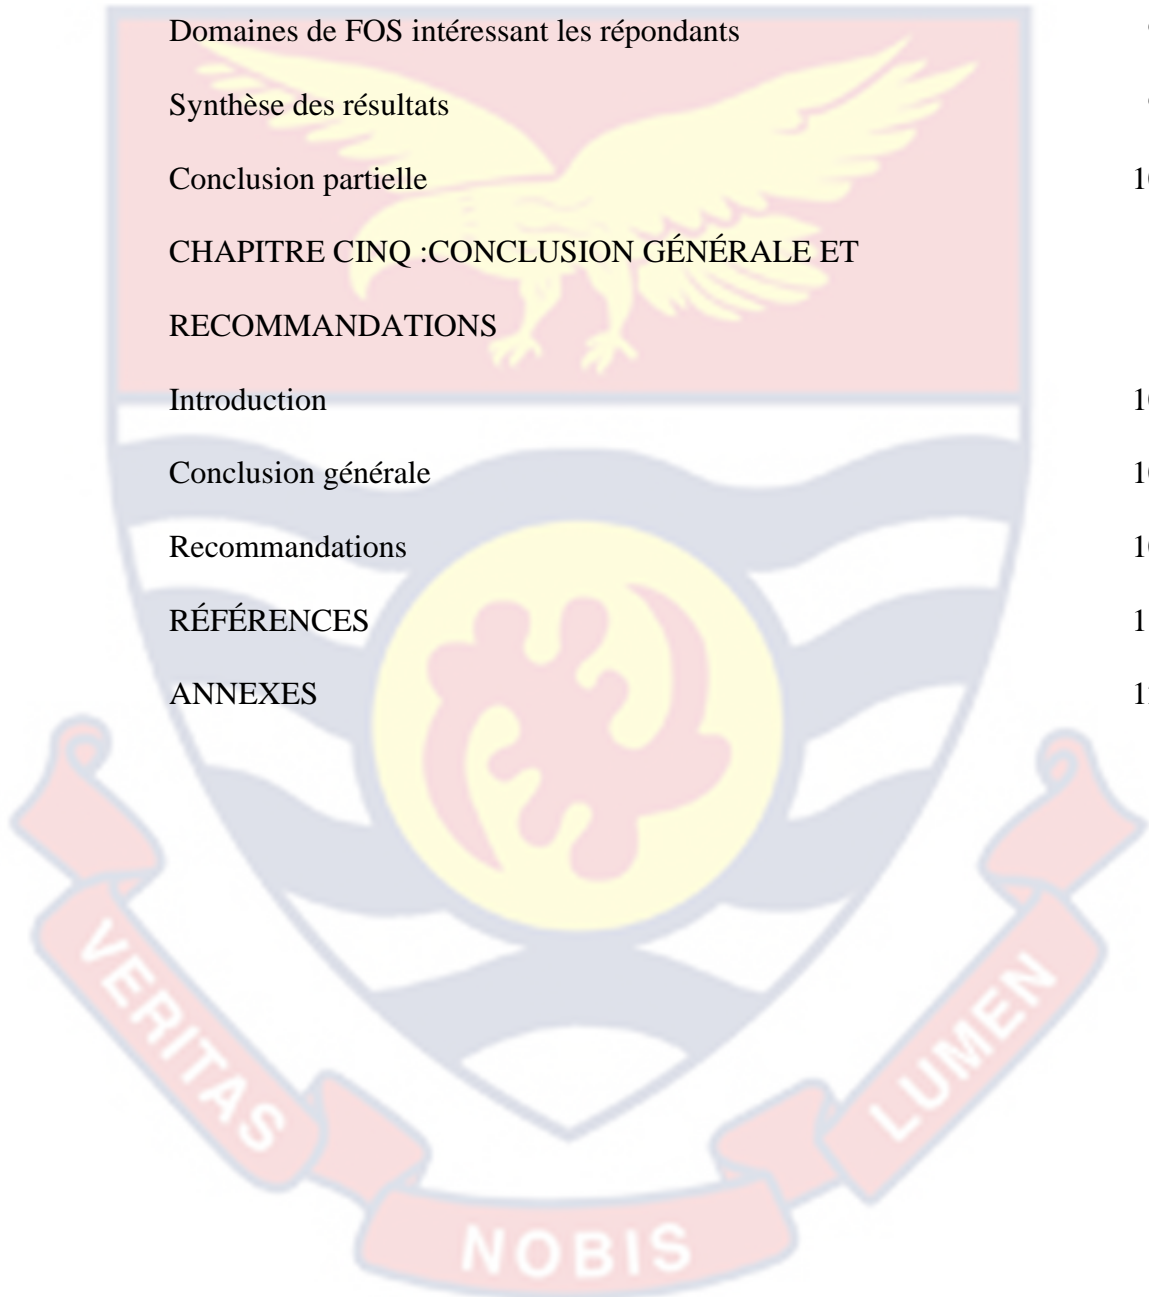 Domaines de FOS intéressant les répondants
Synthèse des résultats
Conclusion partielle
CHAPITRE CINQ :CONCLUSION GÉNÉRALE ET
RECOMMANDATIONS
Introduction
Conclusion générale
Recommandations
RÉFÉRENCES
ANNEXES
VERITAS
NOBIS
LUMEN